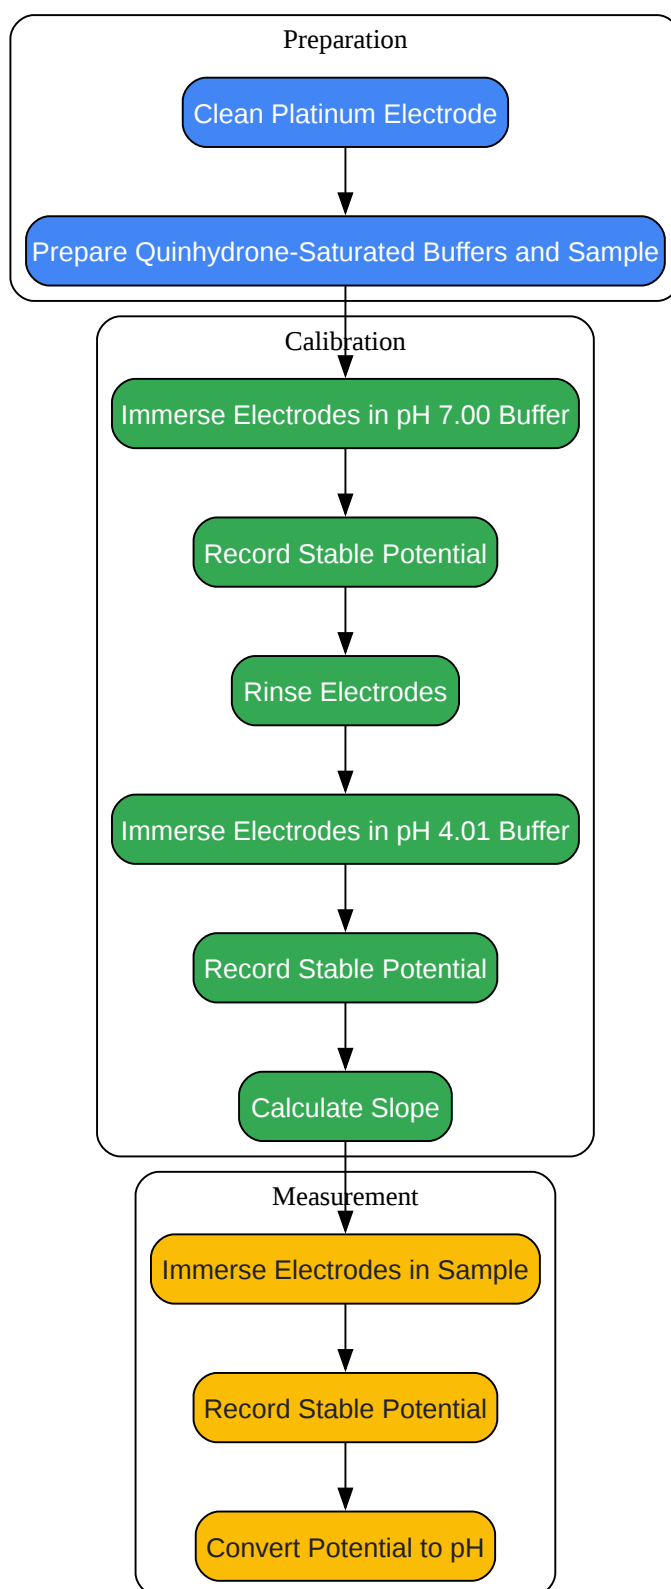 Preparation
Clean Platinum Electrode
Prepare Quinhydrone-Saturated Buffers and Sample
Calibration
Immerse Electrodes in pH 7.00 Buffer
Record Stable Potential
Rinse Electrodes
Immerse Electrodes in pH 4.01 Buffer
Record Stable Potential
Calculate Slope
Measurement
Immerse Electrodes in Sample
Record Stable Potential
Convert Potential to pH